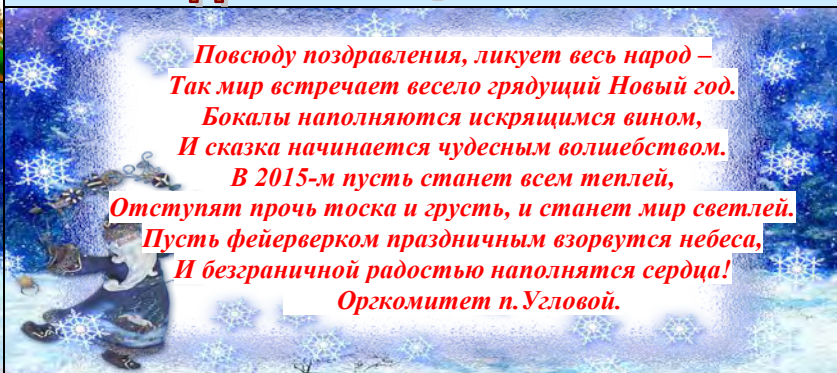 Повсюду поздравления, ликует весь народ –
Так мир встречает весело грядущий Новый год.
Бокалы наполняются искрящимся вином,
И сказка начинается чудесным волшебством.
В 2015-м пусть станет всем теплей,
Отступят прочь тоска и грусть, и станет мир светлей.
Пусть фейерверком праздничным взорвутся небеса,
И безграничной радостью наполнятся сердца!
Оргкомитет п.Угловой.